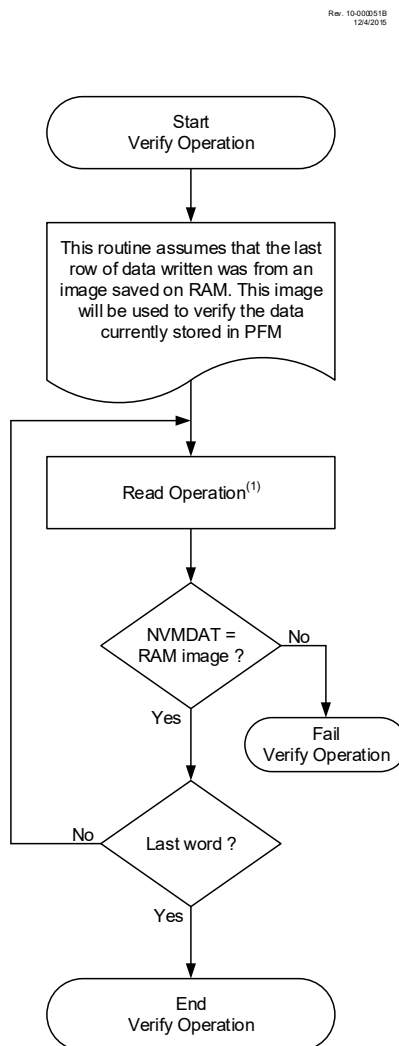 Rev. 10-000051B
12/4/2015
Start
Verify Operation
This routine assumes that the last
row of data written was from an
image saved on RAM. This image
will be used to verify the data
currently stored in PFM
Read Operation(1)
NVMDAT =
RAM image ?
No
Yes
Fail
Verify Operation
No
Last word ?
Yes
End
Verify Operation